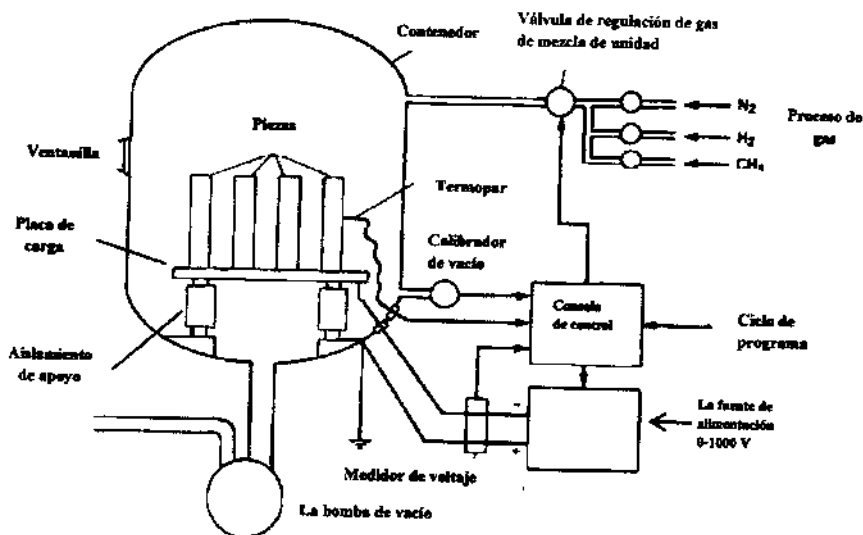 Contenedor
Válvula de regulación de gas
de mezcla de unidad
N₂
H₂
CH₄
Proceso de
gas
Piezas
Ventanilla
Termopar
Placa de
carga
Calibrador
de vacío
Consola
de control
Ciclo de
programa
Aislamiento
de apoyo
-
+
La fuente de
alimentación
0-1000 V
Medidor de voltaje
La bomba de vacío